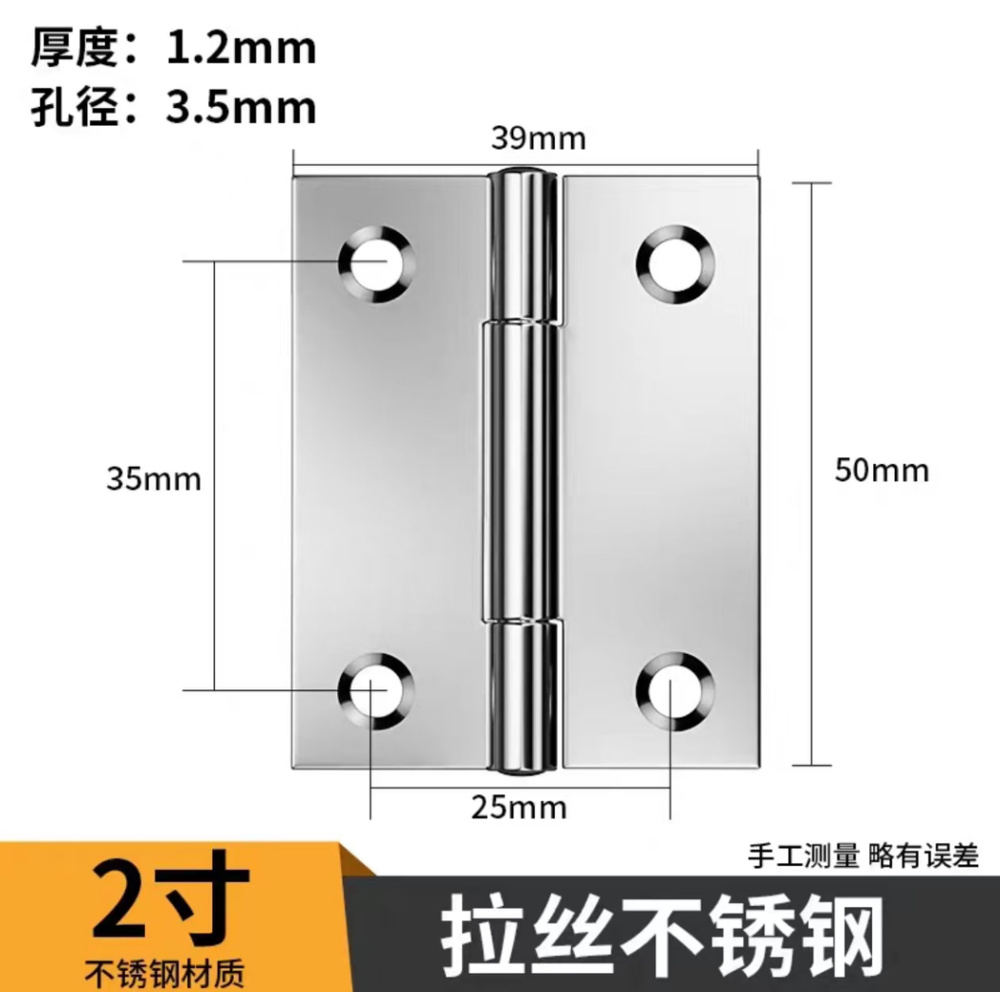 厚度：1.2mm
孔径：3.5mm
39mm
35mm
50mm
25mm
手工测量 略有误差
2寸
不锈钢材质
拉丝不锈钢